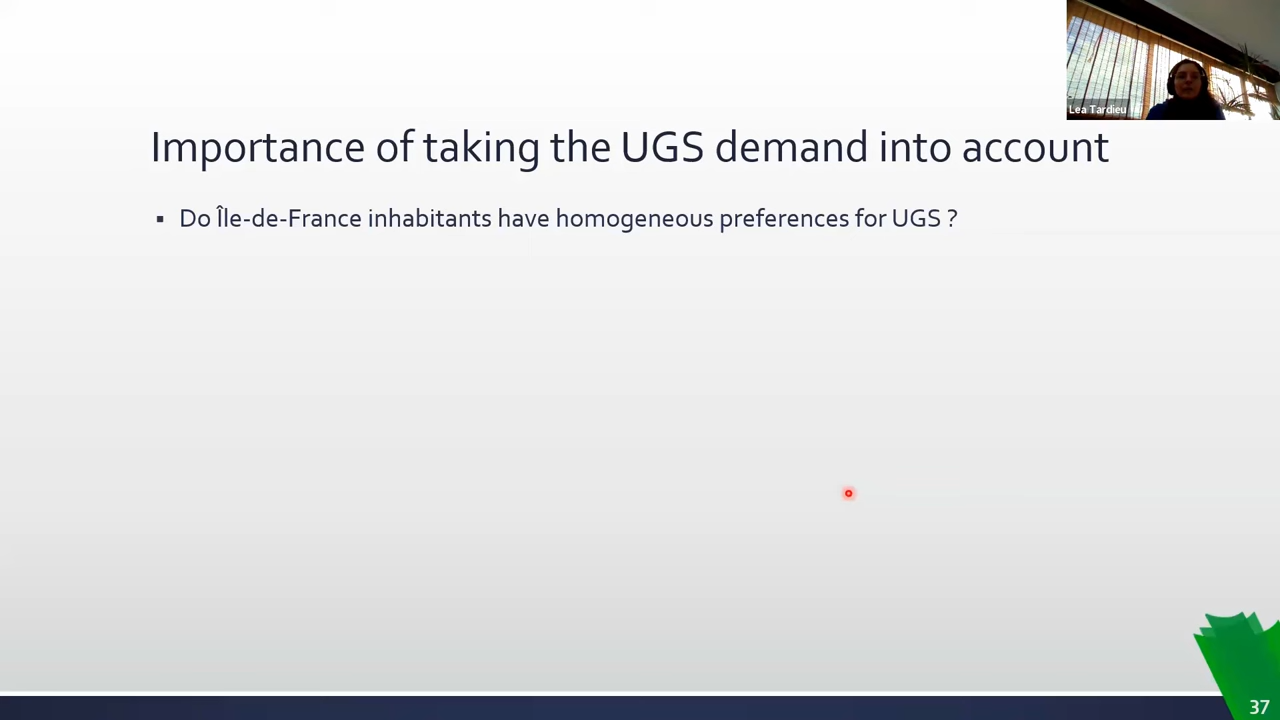 Lea Tardieu
Importance of taking the UGS demand into account
▪ Do Île-de-France inhabitants have homogeneous preferences for UGS ?
37